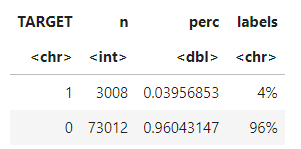 TARGET n perc labels
<chr> <int> <dbl> <chr>
1 3008 0.03956853 4%
0 73012 0.96043147 96%